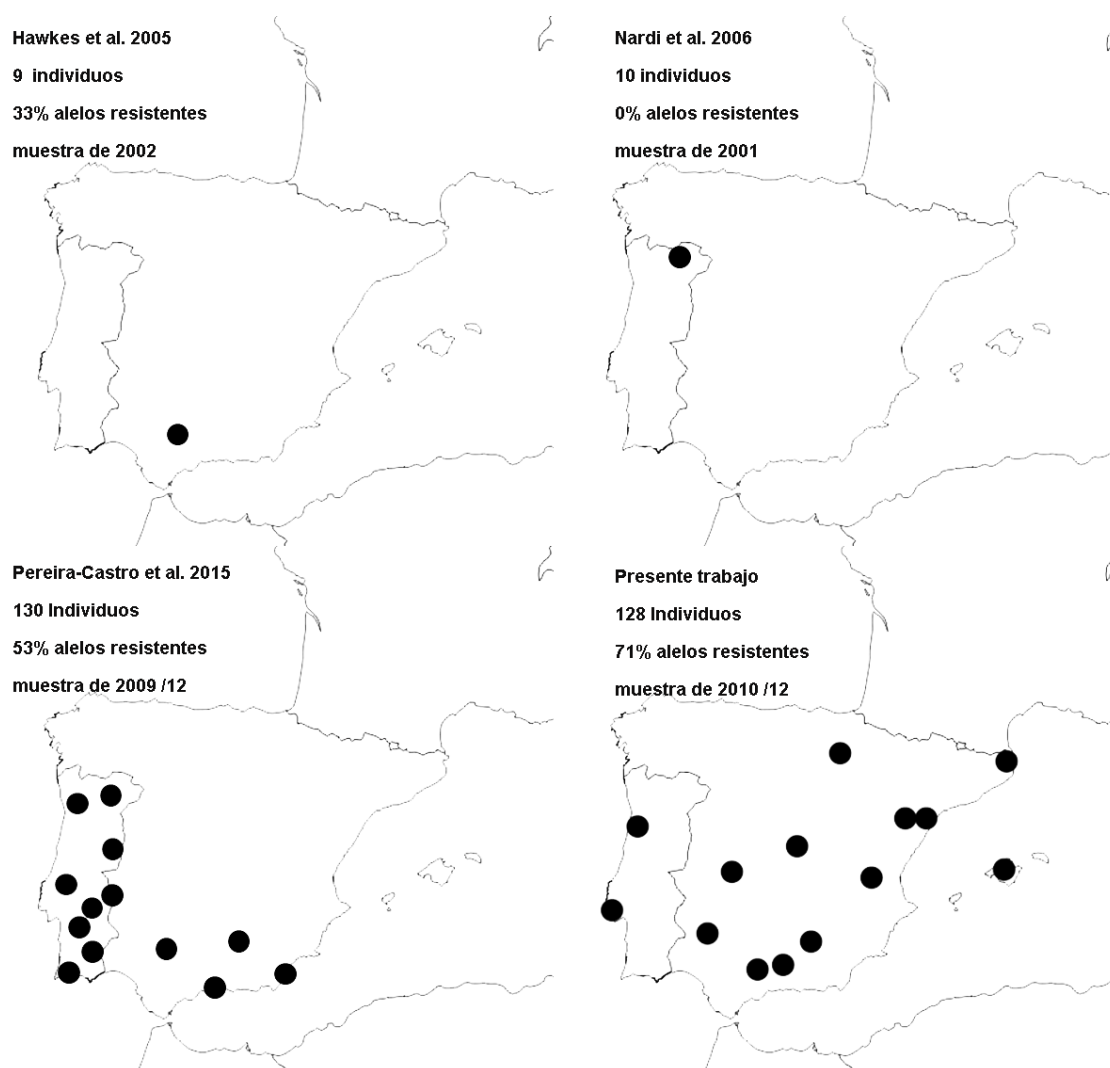 Hawkes et al. 2005
9 individuos
33% alelos resistentes
muestra de 2002
Nardi et al. 2006
10 individuos
0% alelos resistentes
muestra de 2001
Pereira-Castro et al. 2015
130 Individuos
53% alelos resistentes
muestra de 2009 /12
Presente trabajo
128 Individuos
71% alelos resistentes
muestra de 2010 /12